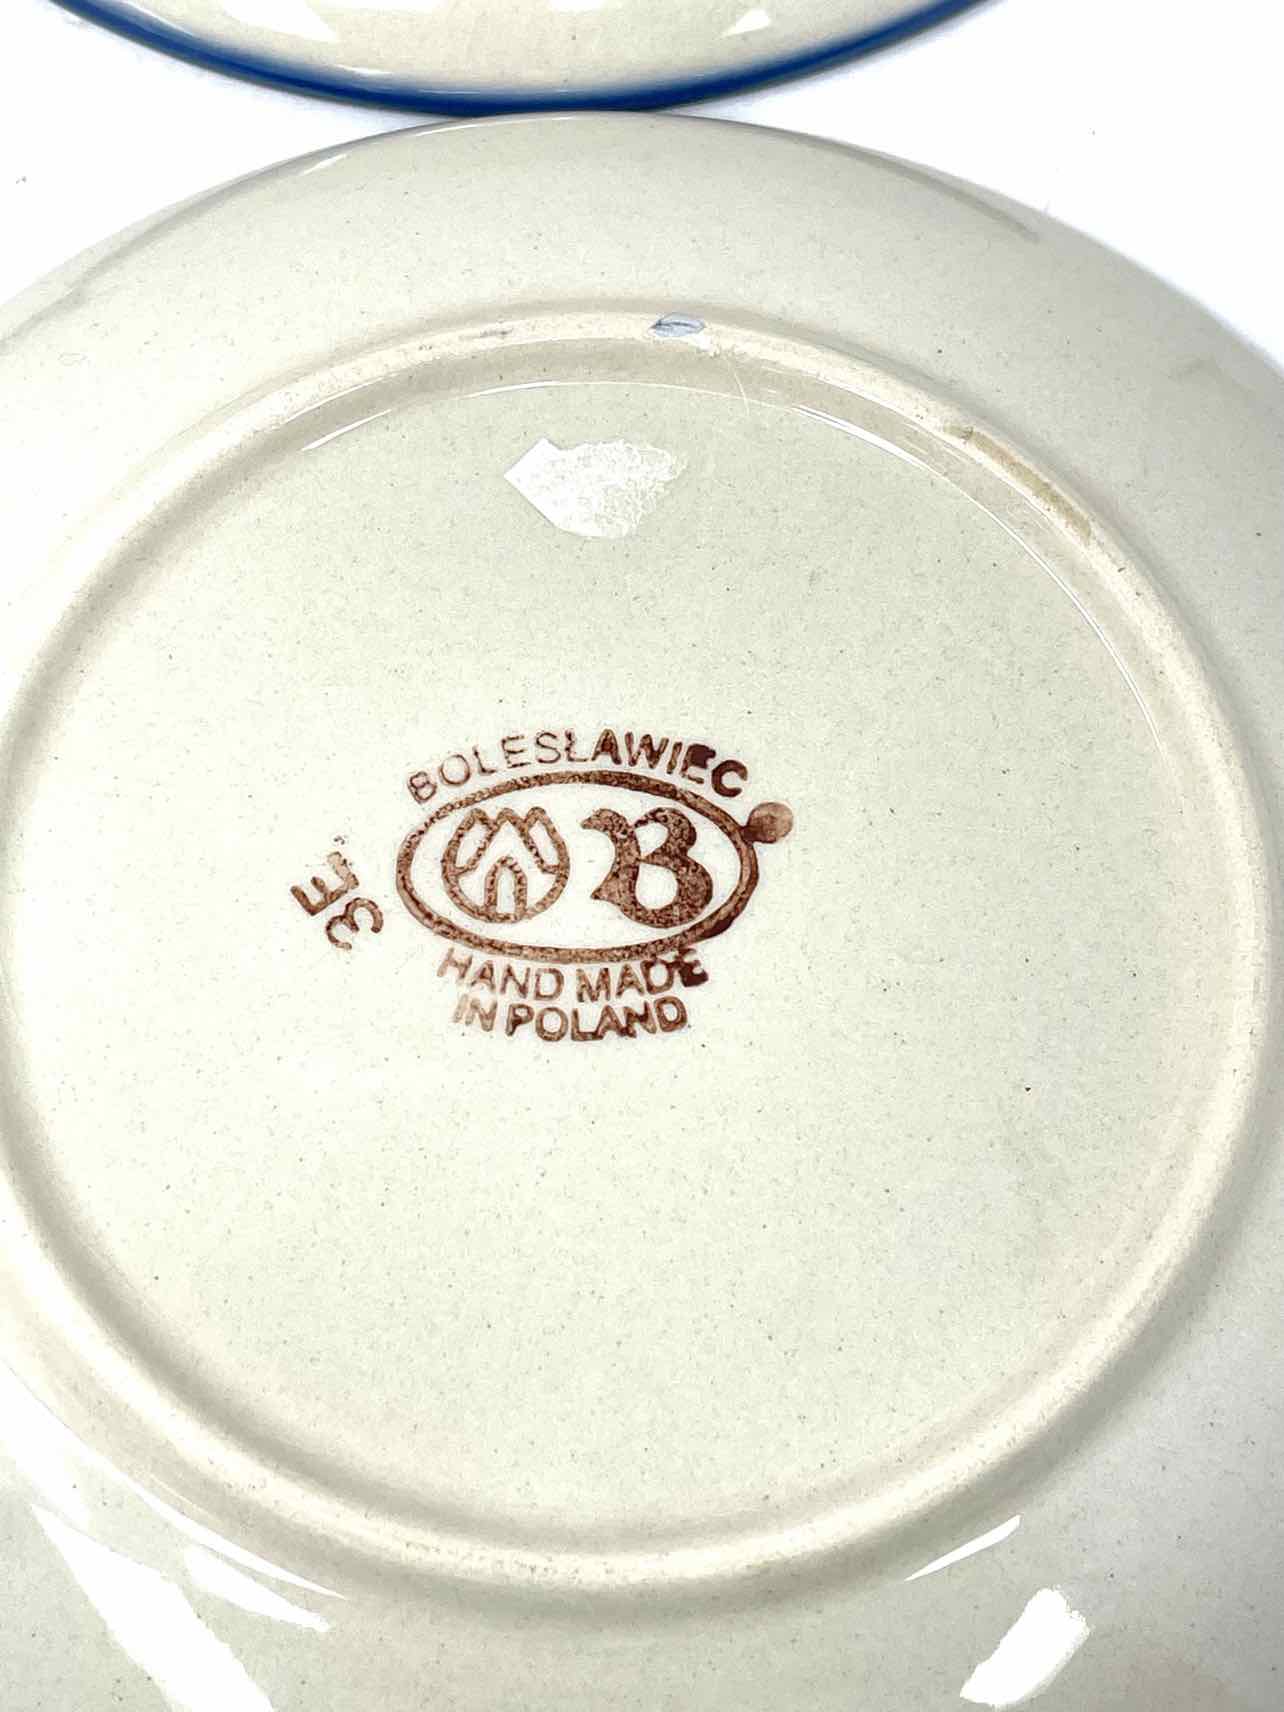 BOLESŁAWIEC
B
HAND MADE
IN POLAND
3E